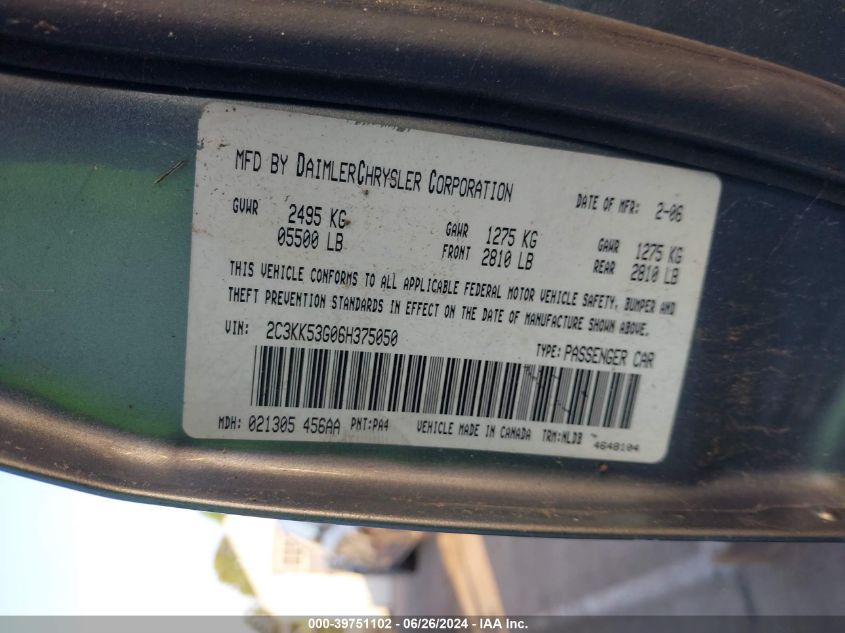 MFD BY DAIMLERCHRYSLER CORPORATION DATE OF MFR: 2-06
GVWR 2495 KG 05500 LB
GAWR FRONT 1275 KG 2810 LB
GAWR REAR 1275 KG 2810 LB
THIS VEHICLE CONFORMS TO ALL APPLICABLE FEDERAL MOTOR VEHICLE SAFETY, BUMPER AND
THEFT PREVENTION STANDARDS IN EFFECT ON THE DATE OF MANUFACTURE SHOWN ABOVE.
VIN: 2C3KK53G06H375050 TYPE: PASSENGER CAR
MDH: 021305 456AA PNT:PA4 VEHICLE MADE IN CANADA TRM:NLDB 4648104
000-39751102 - 06/26/2024 - IAA Inc.